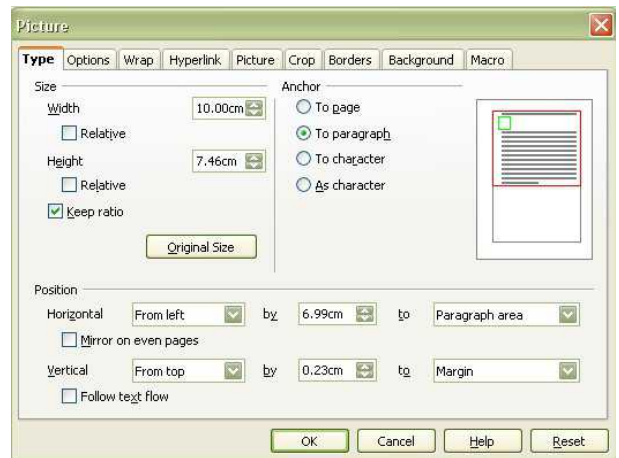 Picture
Type Options Wrap Hyperlink Picture Crop Borders Background Macro
Size
Width 10.00cm
Relative
Height 7.46cm
Relative
Keep ratio
Original Size
Anchor
To page
To paragraph
To character
As character
Position
Horizontal From left by 6.99cm to Paragraph area
Mirror on even pages
Vertical From top by 0.23cm to Margin
Follow text flow
OK Cancel Help Reset